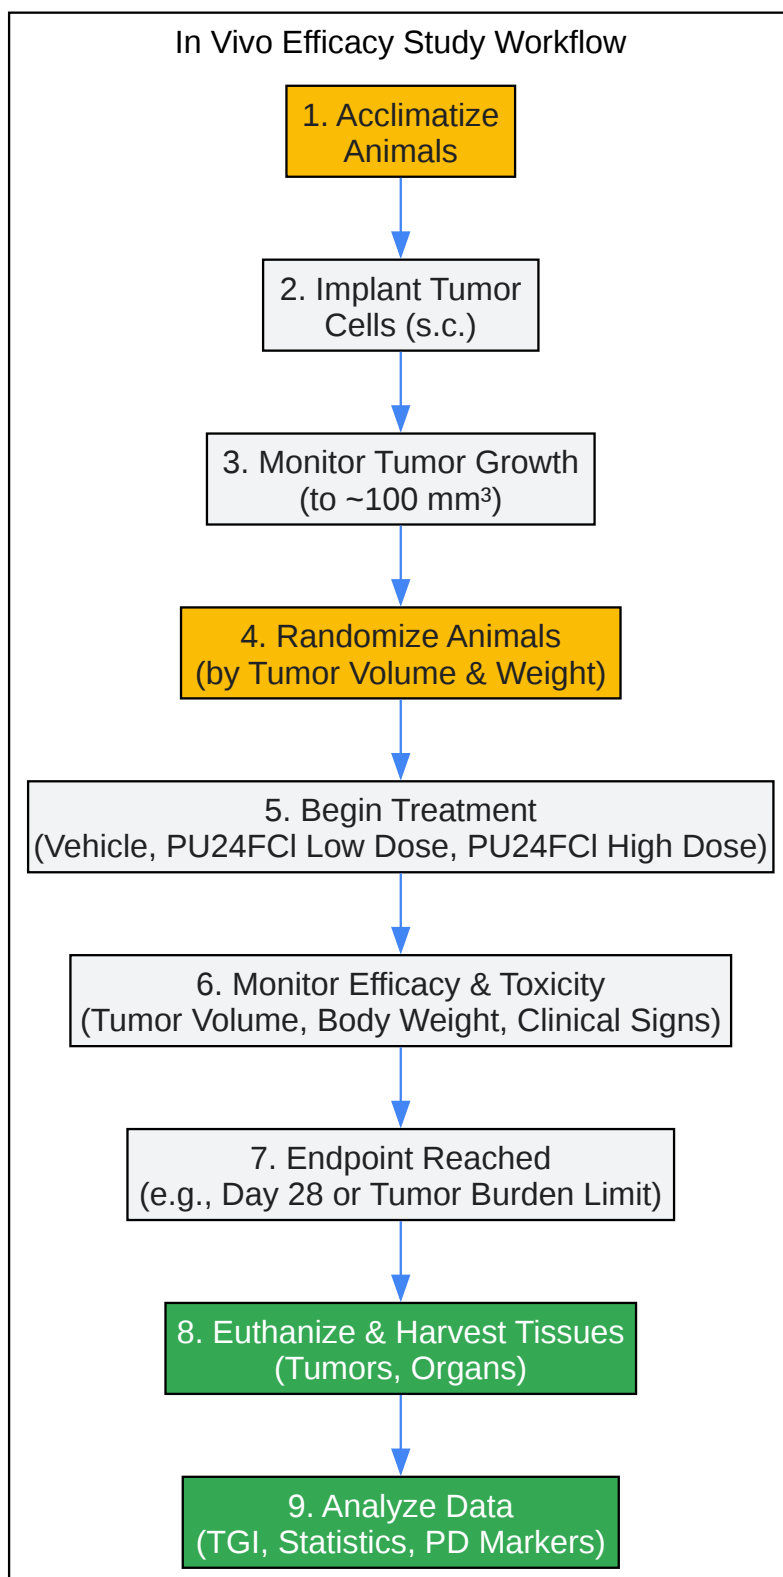 In Vivo Efficacy Study Workflow
1. Acclimatize
Animals
2. Implant Tumor
Cells (s.c.)
3. Monitor Tumor Growth
(to ~100 mm³)
4. Randomize Animals
(by Tumor Volume & Weight)
5. Begin Treatment
(Vehicle, PU24FCl Low Dose, PU24FCl High Dose)
6. Monitor Efficacy & Toxicity
(Tumor Volume, Body Weight, Clinical Signs)
7. Endpoint Reached
(e.g., Day 28 or Tumor Burden Limit)
8. Euthanize & Harvest Tissues
(Tumors, Organs)
9. Analyze Data
(TGI, Statistics, PD Markers)